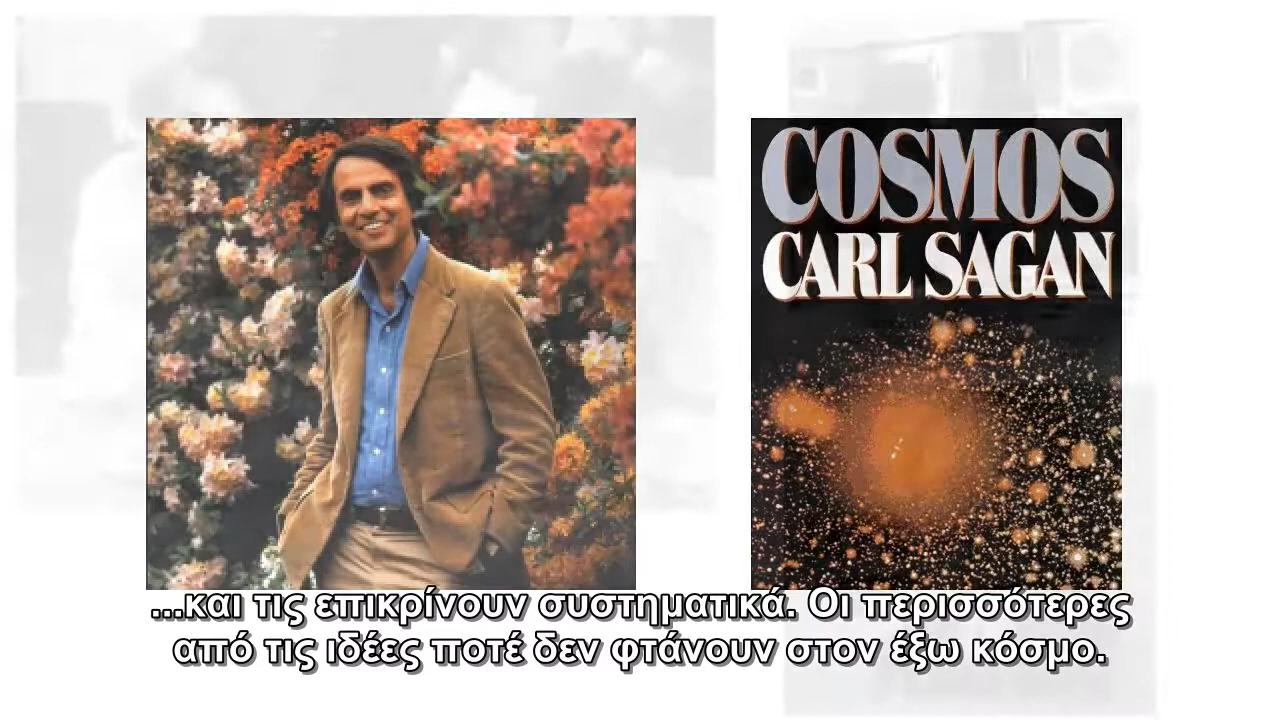 COSMOS
CARL SAGAN
...και τις επικρίνουν συστηματικά. Οι περισσότερες
από τις ιδέες ποτέ δεν φτάνουν στον έξω κόσμο.